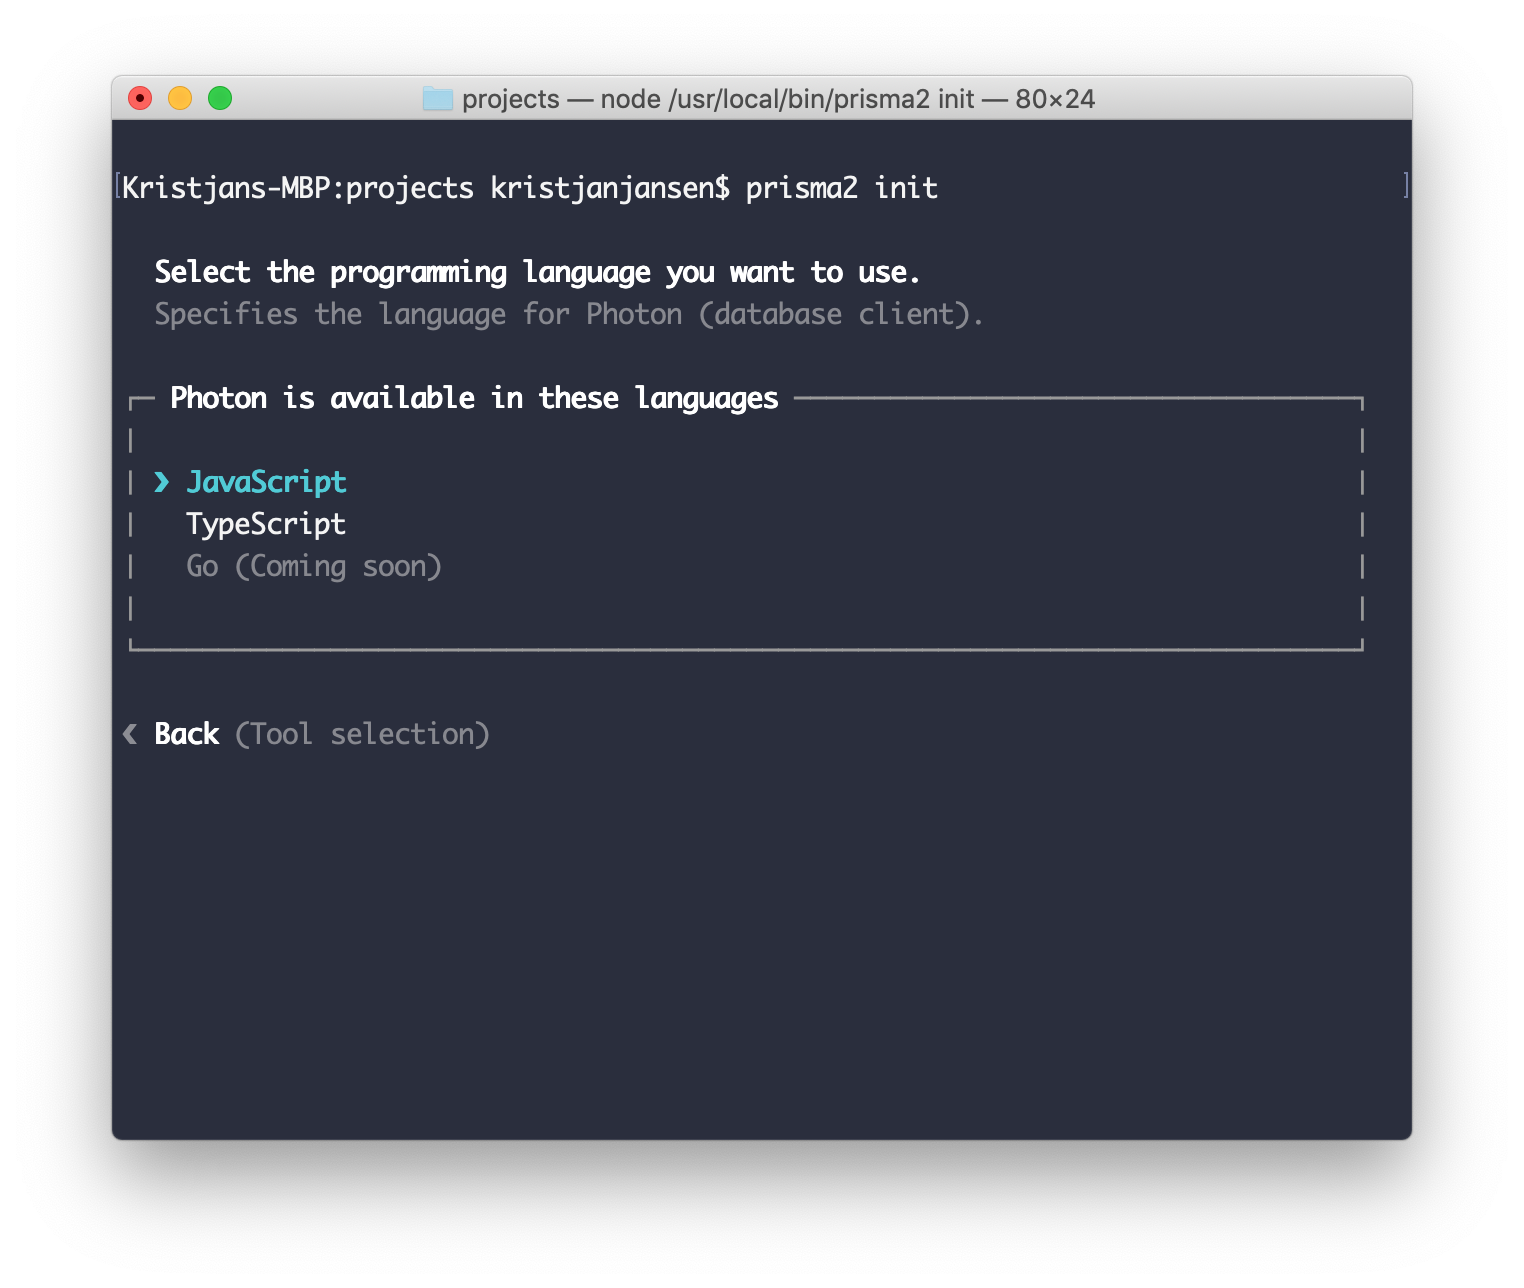 projects — node /usr/local/bin/prisma2 init — 80×24
[Kristjans-MBP:projects kristjanjansen$ prisma2 init ]
Select the programming language you want to use.
Specifies the language for Photon (database client).
Photon is available in these languages
❯ JavaScript
TypeScript
Go (Coming soon)
❮ Back (Tool selection)